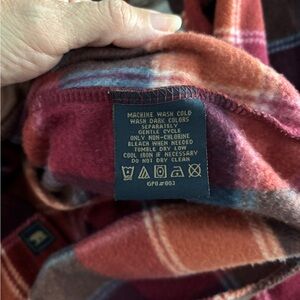 MACHINE WASH COLD
WASH DARK COLORS
SEPARATELY
GENTLE CYCLE
ONLY NON-CHLORINE
BLEACH WHEN NEEDED
TUMBLE DRY LOW
COOL IRON IF NECESSARY
DO NOT DRY CLEAN